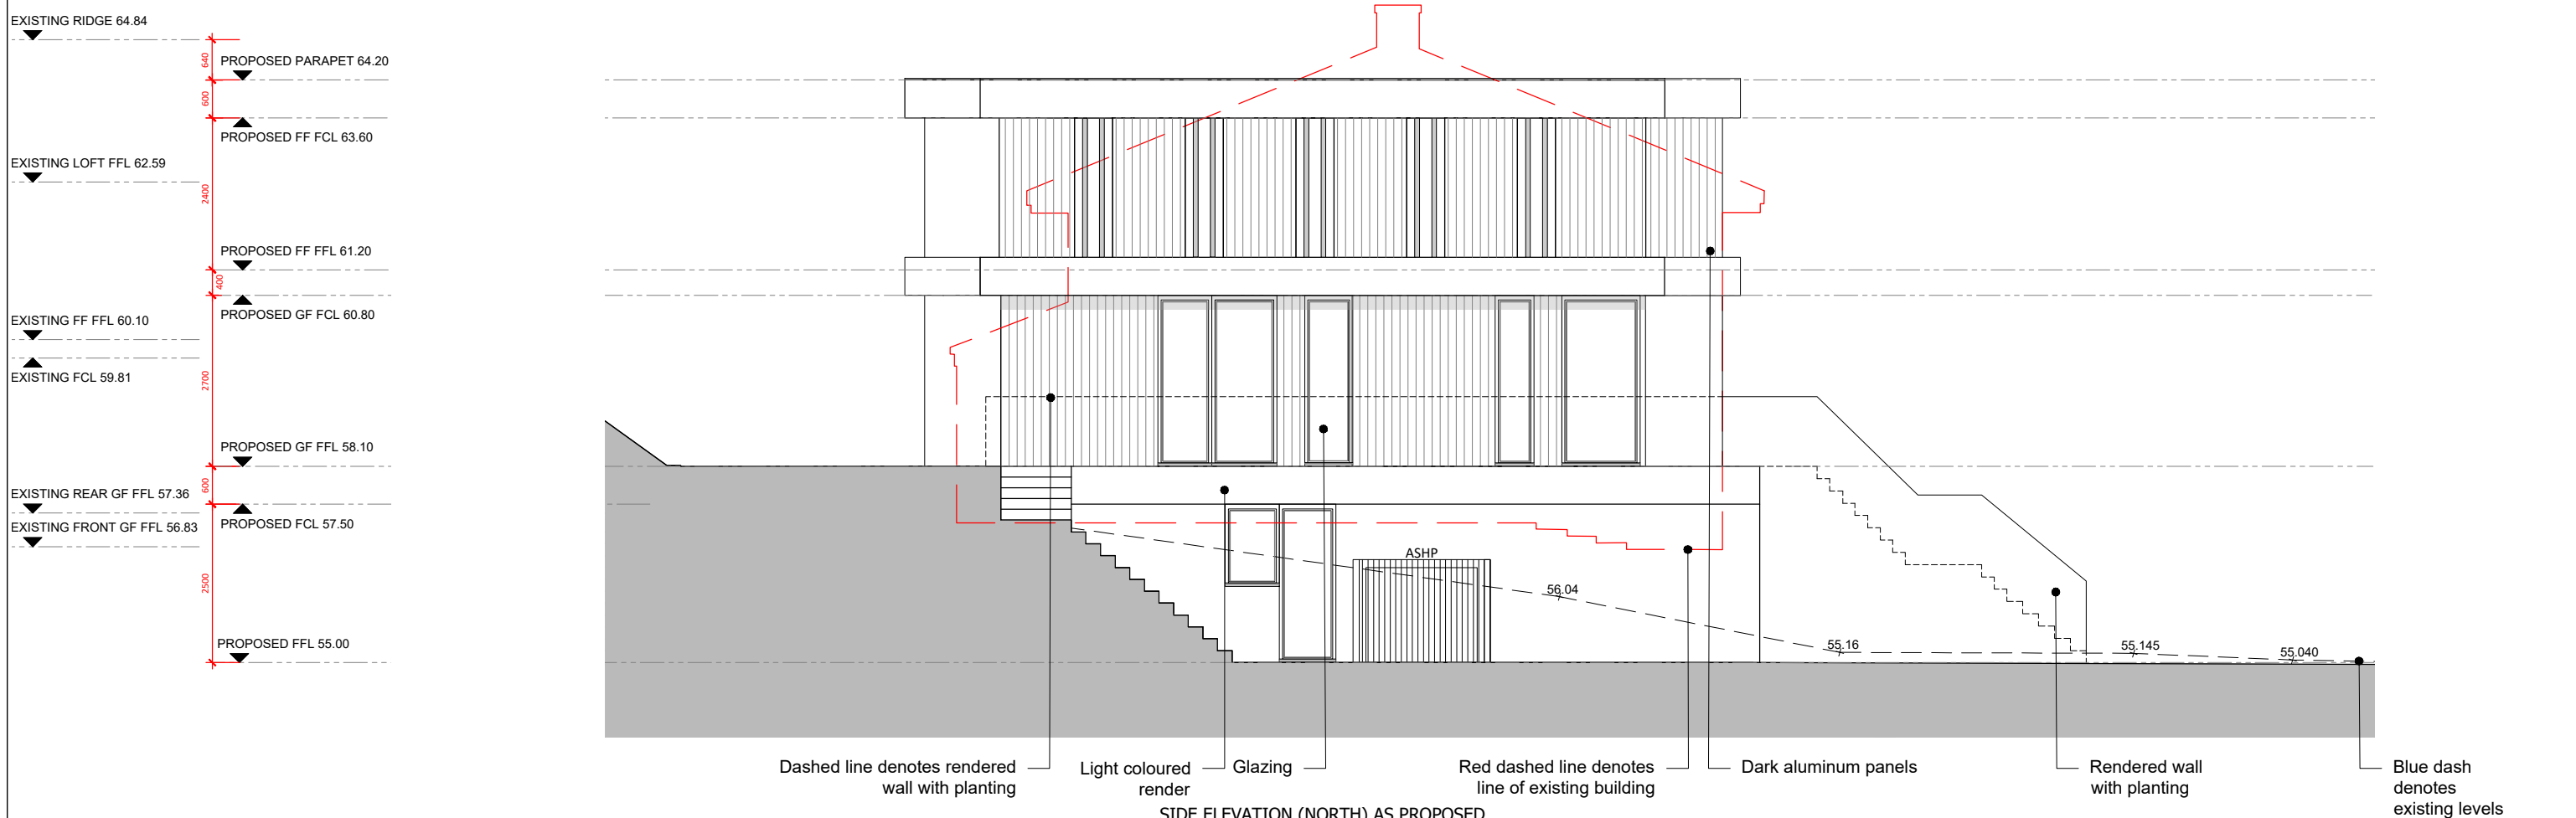 EXISTING RIDGE 64.84
640
PROPOSED PARAPET 64.20
600
PROPOSED FF FCL 63.60
EXISTING LOFT FFL 62.59
2400
PROPOSED FF FFL 61.20
400
PROPOSED GF FCL 60.80
EXISTING FF FFL 60.10
EXISTING FCL 59.81
2700
PROPOSED GF FFL 58.10
600
EXISTING REAR GF FFL 57.36
PROPOSED FCL 57.50
EXISTING FRONT GF FFL 56.83
2500
PROPOSED FFL 55.00
ASHP
56.04
55.16
55.145
55.040
Dashed line denotes rendered
wall with planting
Light coloured
render
Glazing
Red dashed line denotes
line of existing building
Dark aluminum panels
Rendered wall
with planting
Blue dash
denotes
existing levels
SIDE ELEVATION (NORTH) AS PROPOSED